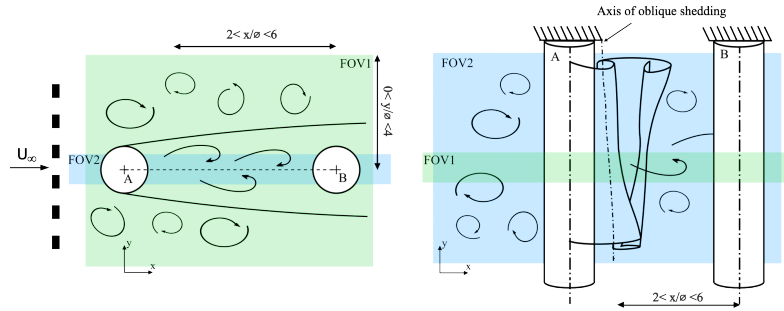 2< x/ø <6
FOV1
0< y/ø <4
U∞
FOV2
A
B
y
x
Axis of oblique shedding
A
B
FOV2
FOV1
y
x
2< x/ø <6